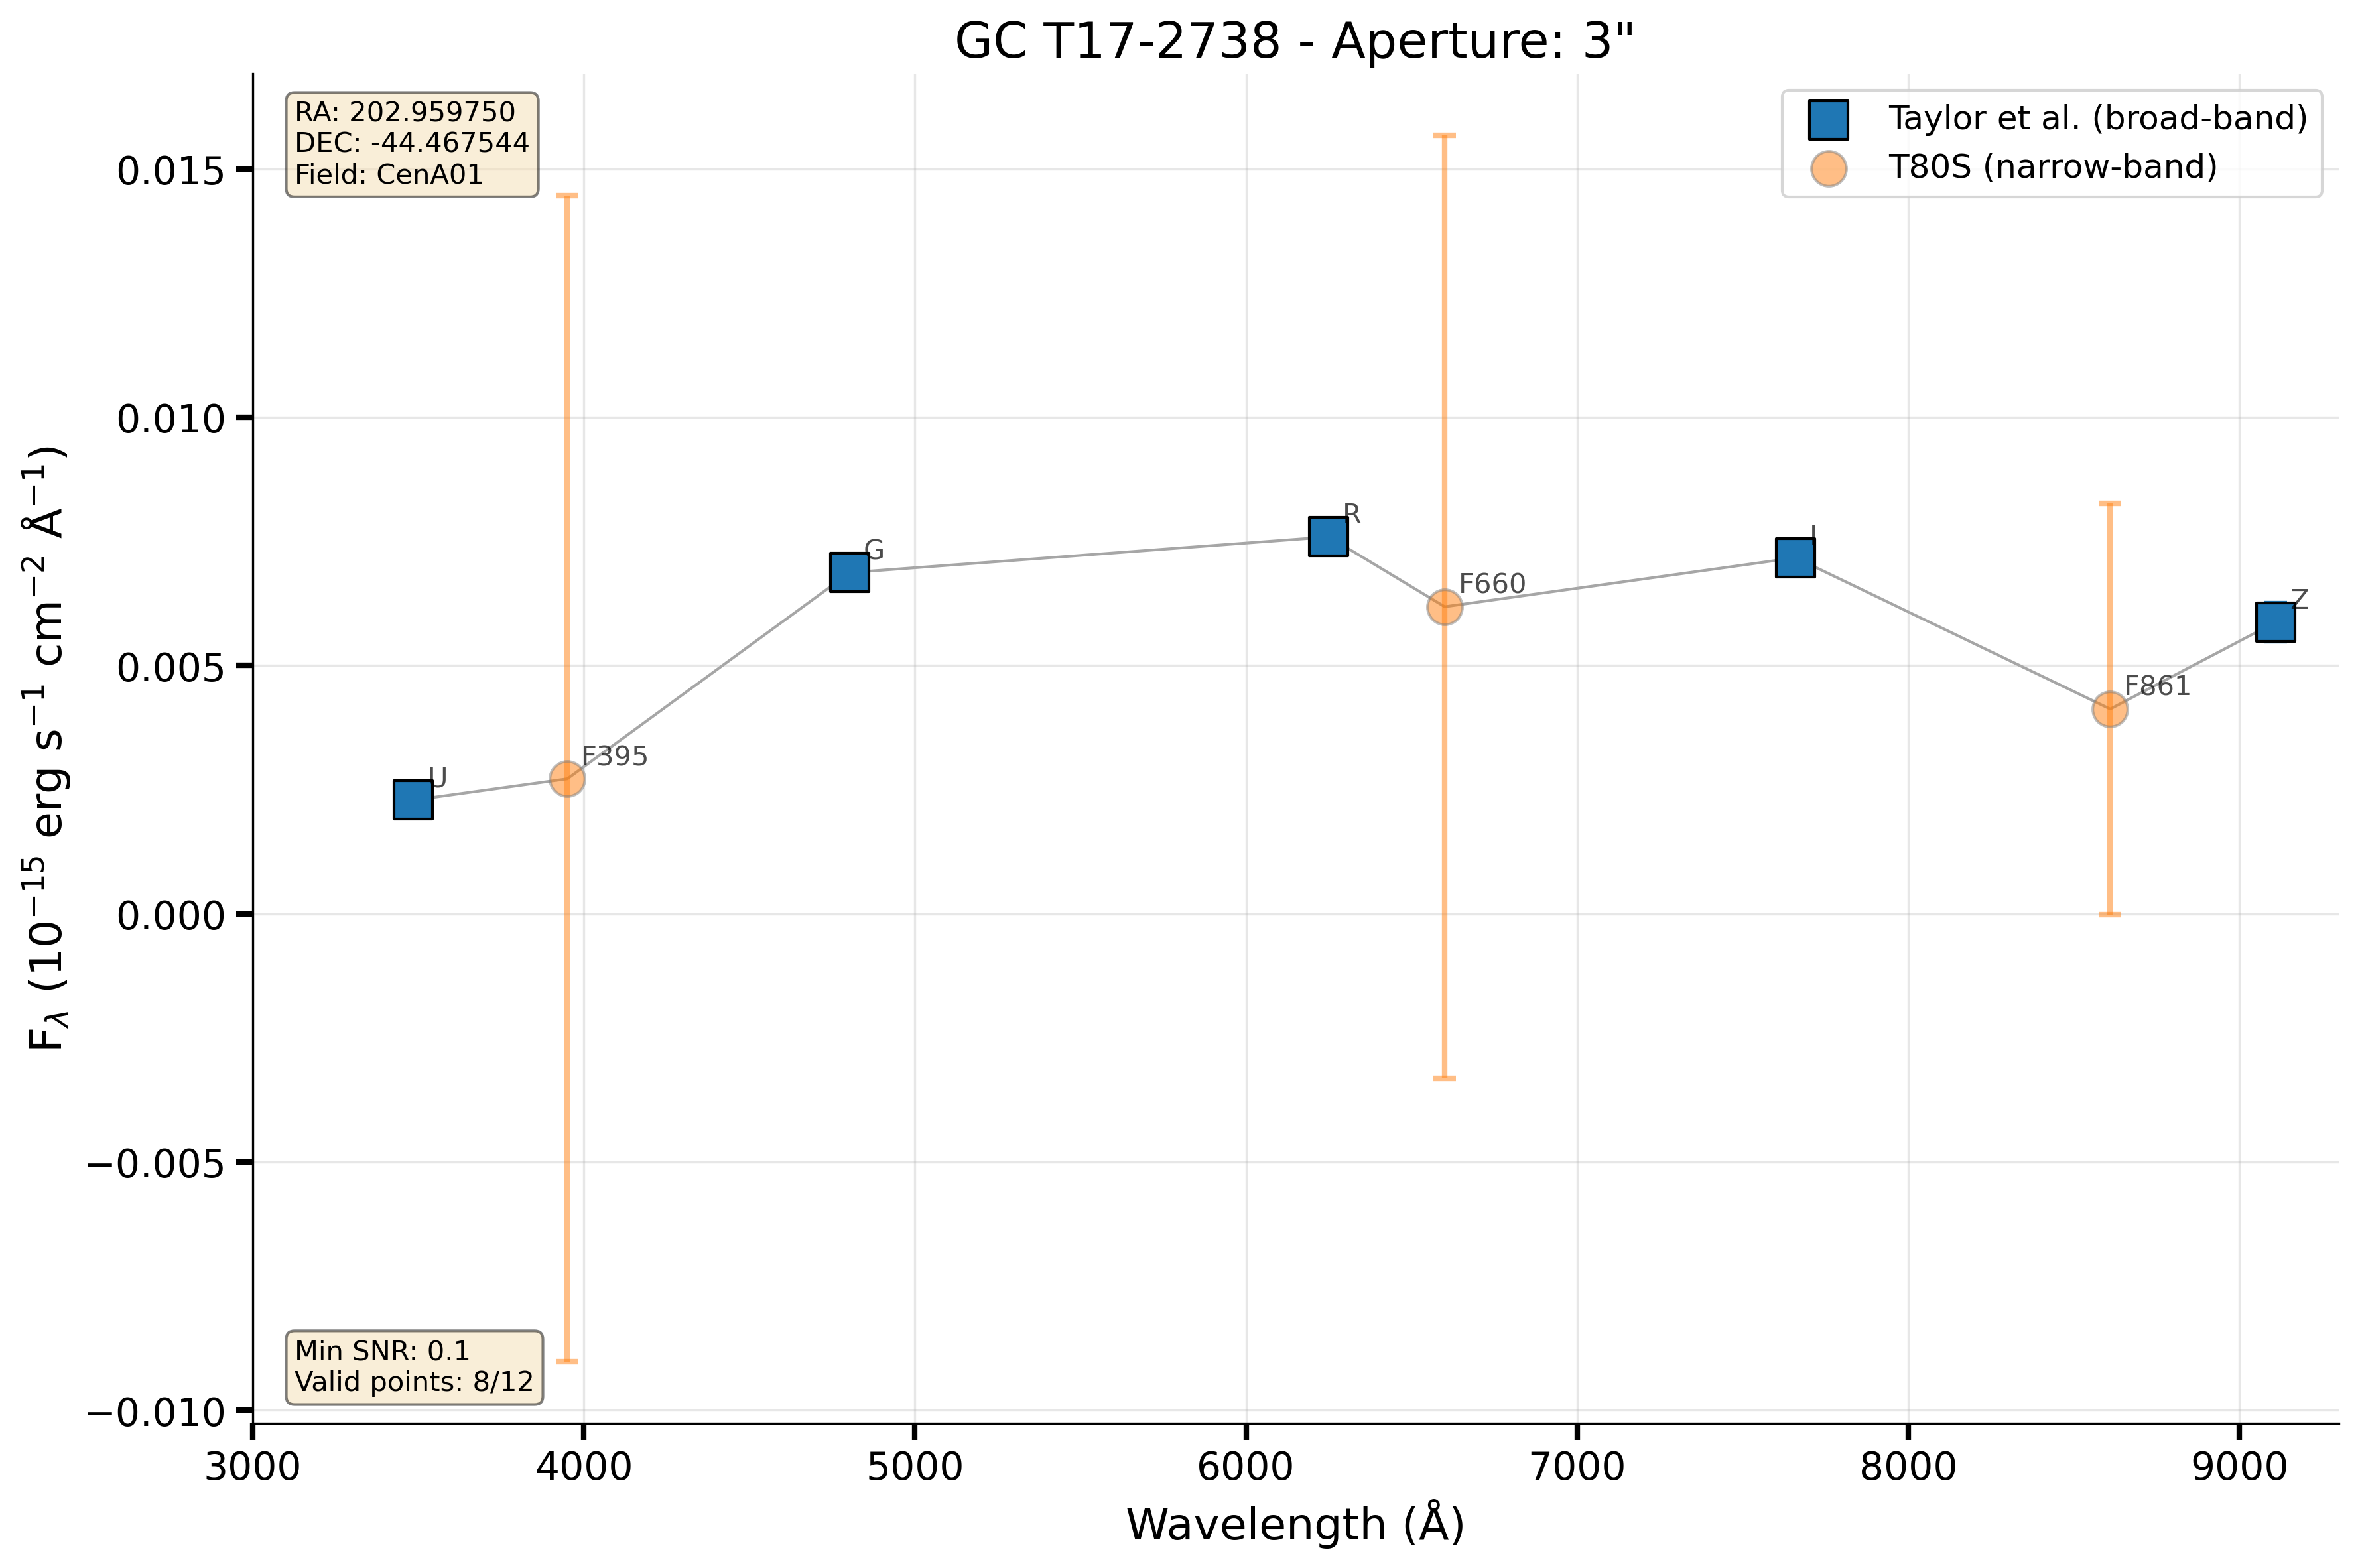 GC T17-2738 - Aperture: 3"
RA: 202.959750
DEC: -44.467544
Field: CenA01
Taylor et al. (broad-band)
T80S (narrow-band)
0.015
0.010
0.005
0.000
−0.005
−0.010
F𝜆 (10⁻¹⁵ erg s⁻¹ cm⁻² Å⁻¹)
U
F395
G
R
F660
I
F861
Z
Min SNR: 0.1
Valid points: 8/12
3000 4000 5000 6000 7000 8000 9000
Wavelength (Å)